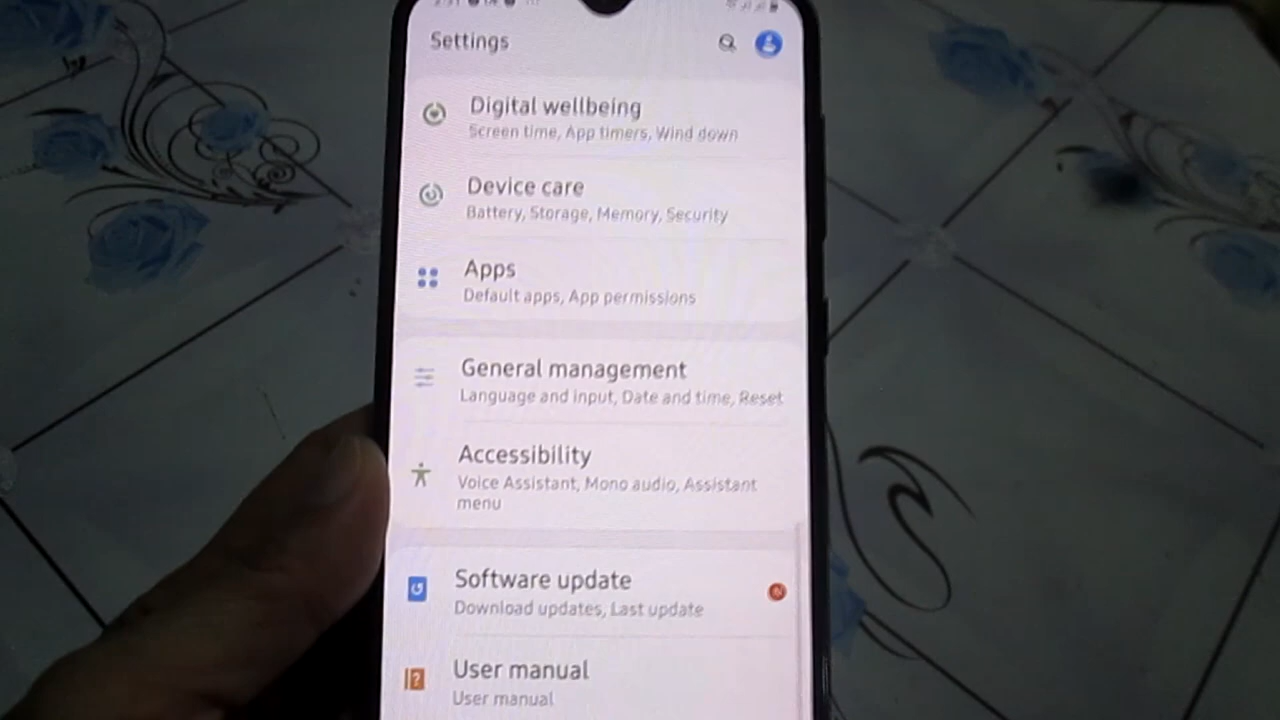 Settings
Digital wellbeing
Screen time, App timers, Wind down
Device care
Battery, Storage, Memory, Security
Apps
Default apps, App permissions
General management
Language and input, Date and time, Reset
Accessibility
Voice Assistant, Mono audio, Assistant
menu
Software update
Download updates, Last update
User manual
User manual